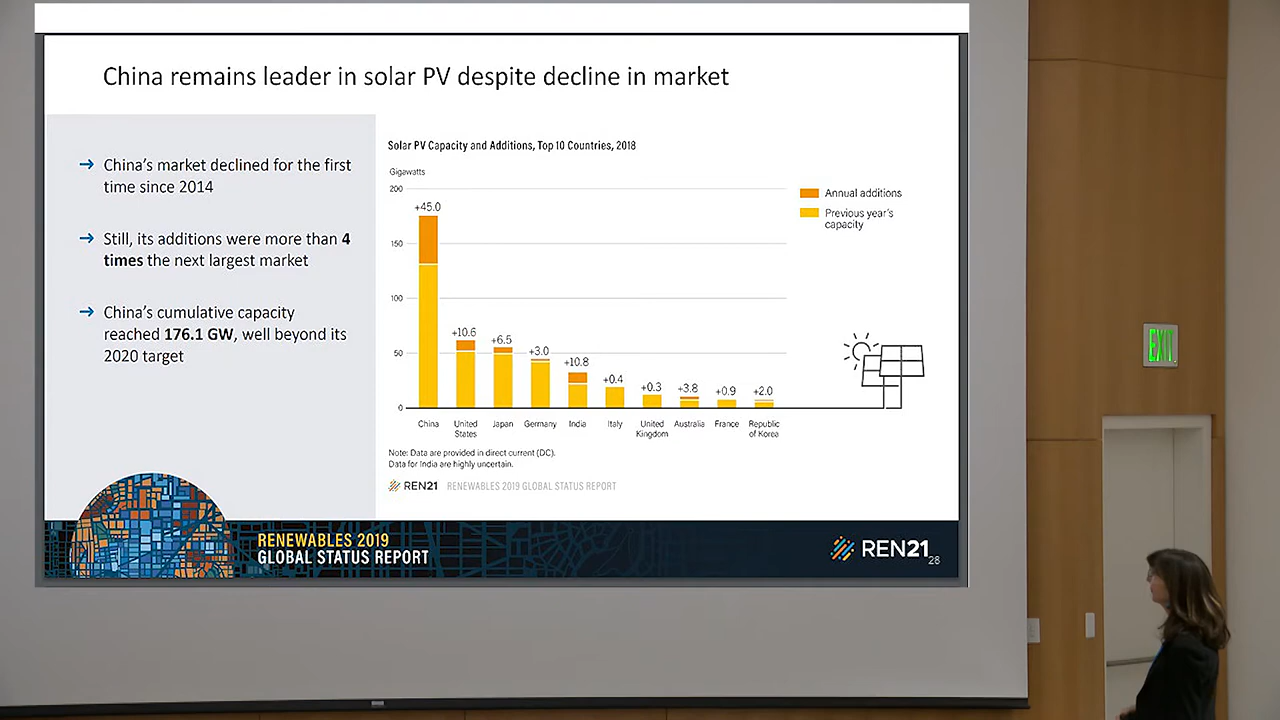 China remains leader in solar PV despite decline in market
→ China's market declined for the first
time since 2014
→ Still, its additions were more than 4
times the next largest market
→ China's cumulative capacity
reached 176.1 GW, well beyond its
2020 target
Solar PV Capacity and Additions, Top 10 Countries, 2018
Gigawatts
200
150
100
50
0
+45.0
+10.6
+6.5
+3.0
+10.8
+0.4
+0.3
+3.8
+0.9
+2.0
China
United
States
Japan
Germany
India
Italy
United
Kingdom
Australia
France
Republic
of Korea
Annual additions
Previous year's
capacity
Note: Data are provided in direct current (DC).
Data for India are highly uncertain.
REN21 RENEWABLES 2019 GLOBAL STATUS REPORT
RENEWABLES 2019
GLOBAL STATUS REPORT
REN21
26
EXIT